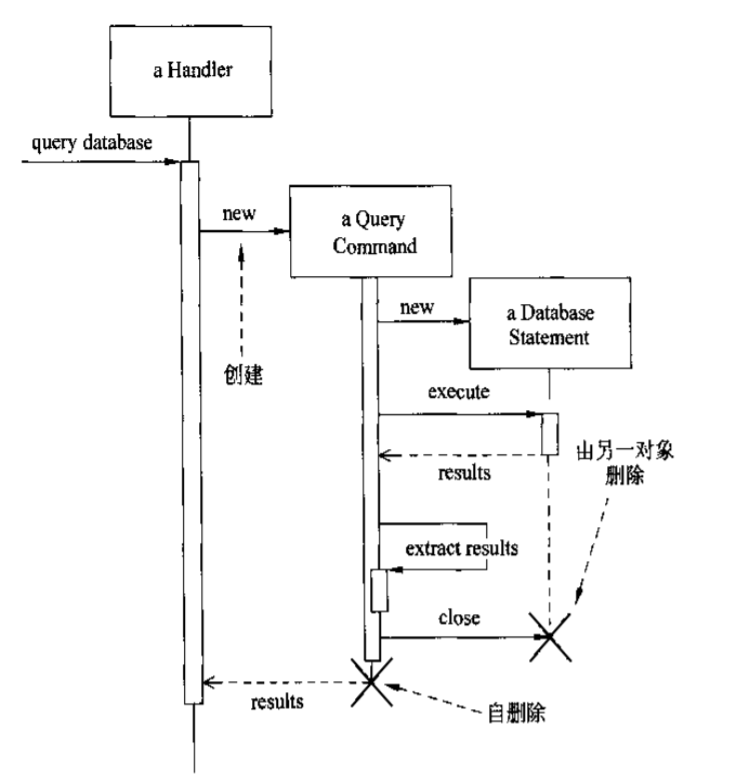 a Handler
query database
new
a Query
Command
new
a Database
Statement
创建
execute
由另一对象
删除
results
extract results
close
results
自删除